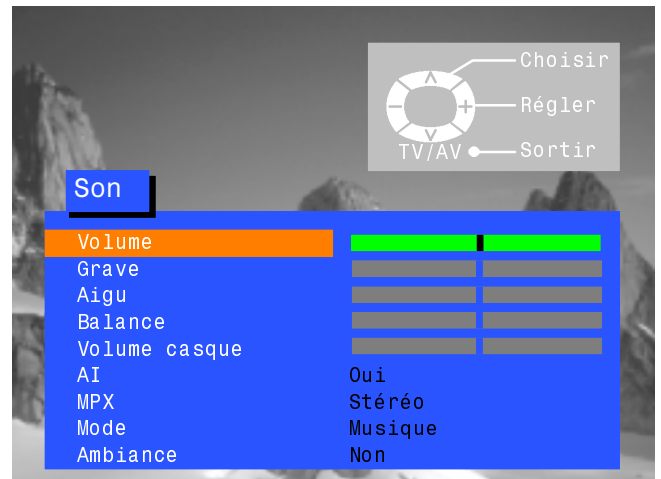 Choisir
Régler
TV/AV Sortir
Son
Volume
Grave
Aigu
Balance
Volume casque
AI Oui
MPX Stéréo
Mode Musique
Ambiance Non